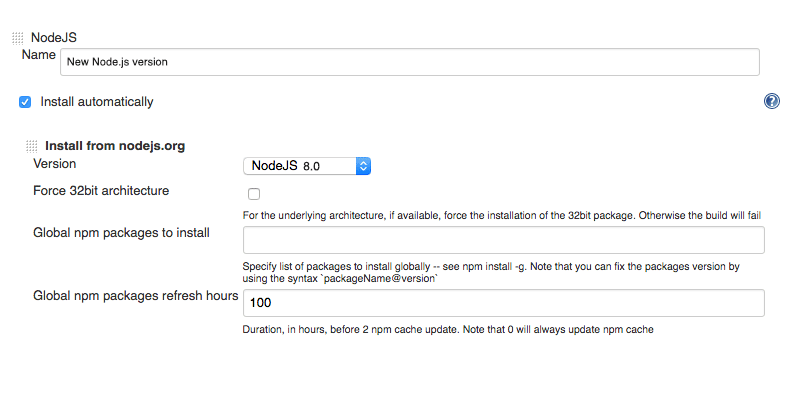 NodeJS
Name
New Node.js version
Install automatically
?
Install from nodejs.org
Version
NodeJS 8.0
Force 32bit architecture
For the underlying architecture, if available, force the installation of the 32bit package. Otherwise the build will fail
Global npm packages to install
Specify list of packages to install globally -- see npm install -g. Note that you can fix the packages version by
using the syntax `packageName@version`
Global npm packages refresh hours
100
Duration, in hours, before 2 npm cache update. Note that 0 will always update npm cache